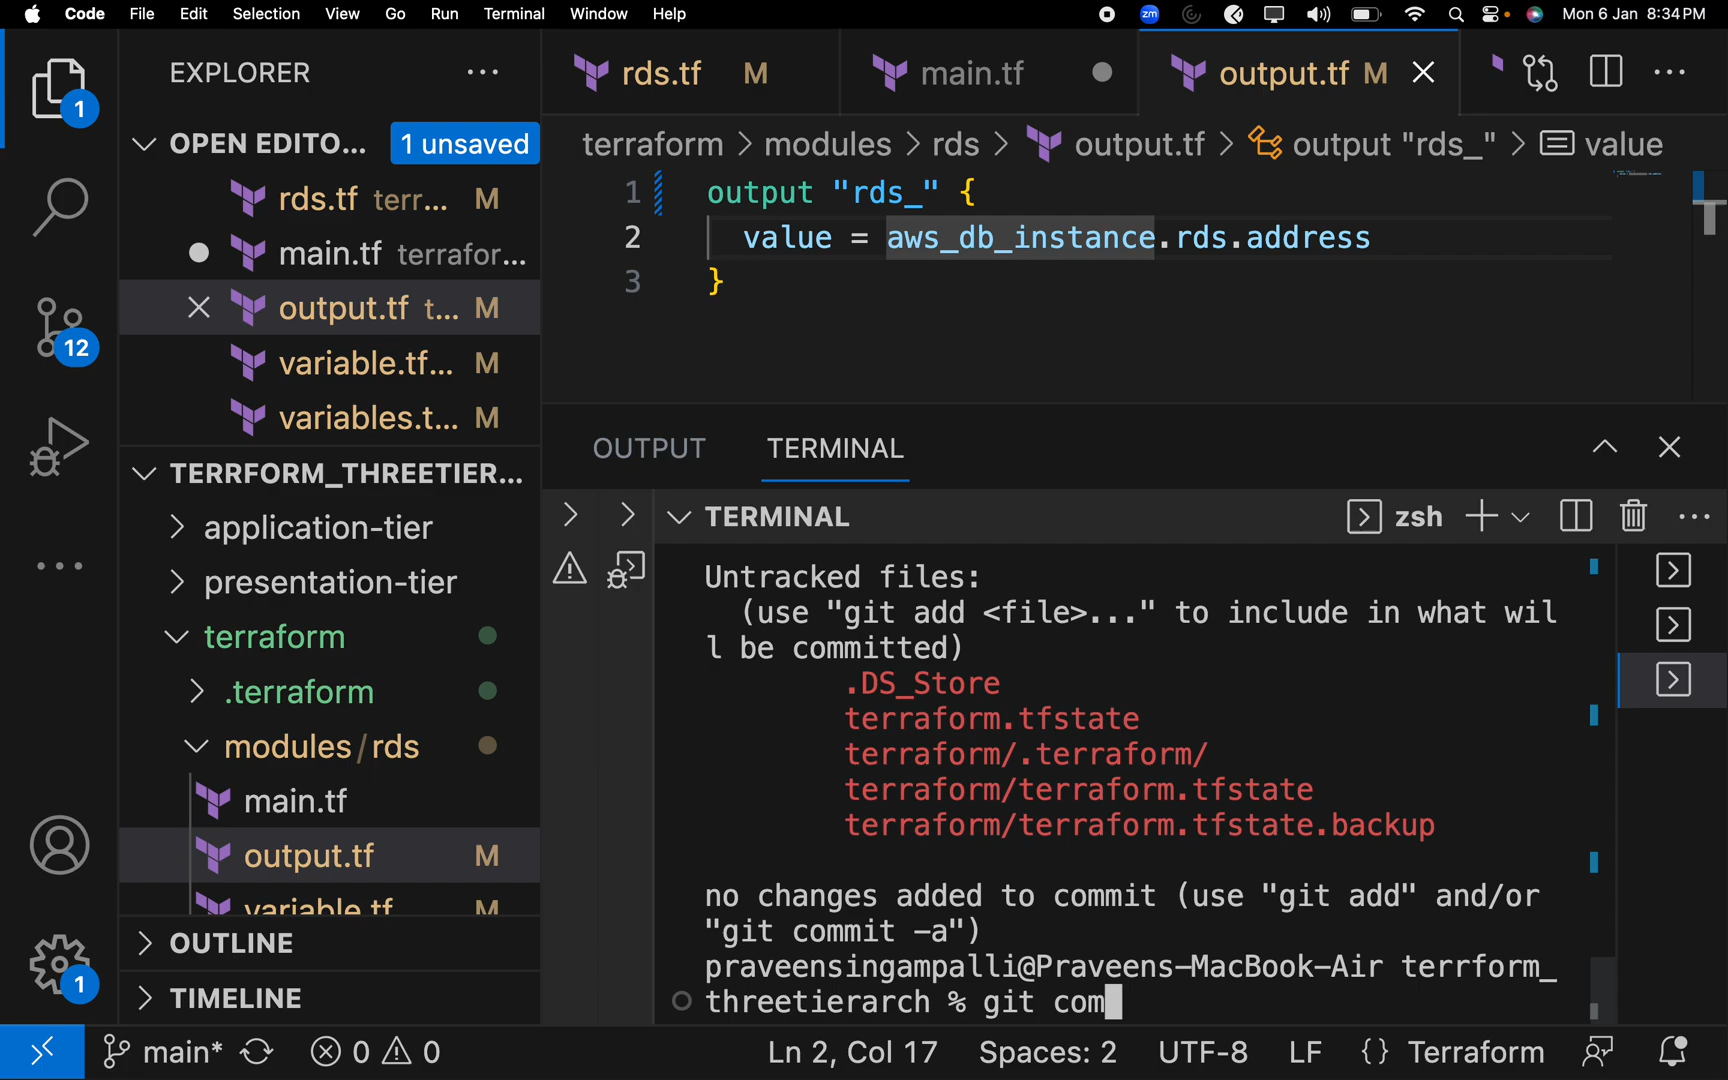 Code File Edit Selection View Go Run Terminal Window Help zm Mon 6 Jan 8:34 PM
EXPLORER
1
OPEN EDITO... 1 unsaved
rds.tf terr... M
main.tf terrafor...
output.tf t... M
variable.tf... M
variables.t... M
12
TERRFORM_THREETIER...
application-tier
presentation-tier
terraform
.terraform
modules/rds
main.tf
output.tf M
variable.tf M
OUTLINE
TIMELINE
1
rds.tf M main.tf output.tf M
terraform > modules > rds > output.tf > output "rds_" > value
1 output "rds_" {
2 value = aws_db_instance.rds.address
3 }
OUTPUT TERMINAL
TERMINAL zsh
Untracked files:
(use "git add <file>..." to include in what wil
l be committed)
.DS_Store
terraform.tfstate
terraform/.terraform/
terraform/terraform.tfstate
terraform/terraform.tfstate.backup
no changes added to commit (use "git add" and/or
"git commit -a")
praveensingampalli@Praveens-MacBook-Air terrform_
threetierarch % git com
main* 0 0 Ln 2, Col 17 Spaces: 2 UTF-8 LF {} Terraform